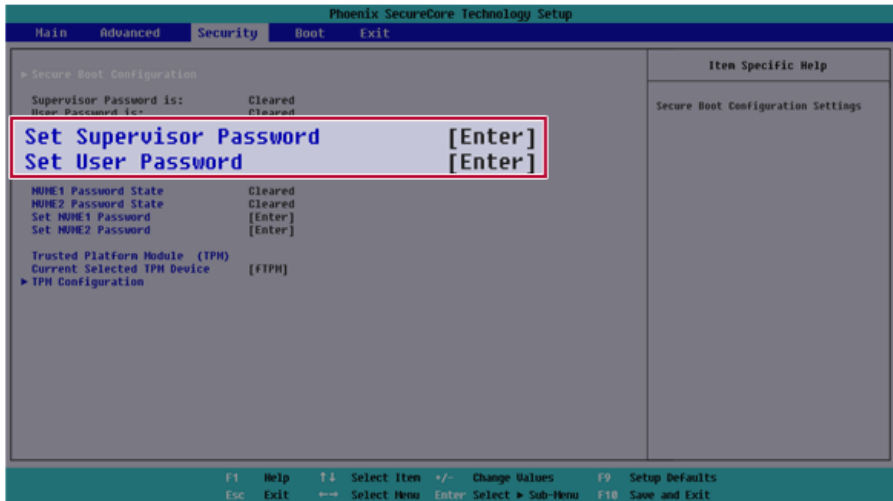 Phoenix SecureCore Technology Setup
Main Advanced Security Boot Exit
▶ Secure Boot Configuration
Item Specific Help
Supervisor Password is: Cleared
Secure Boot Configuration Settings
User Password is: Cleared
Set Supervisor Password [Enter]
Set User Password [Enter]
NVME1 Password State Cleared
NVME2 Password State Cleared
Set NVME1 Password [Enter]
Set NVME2 Password [Enter]
Trusted Platform Module (TPM)
Current Selected TPM Device [fTPM]
▶ TPM Configuration
F1 Help ↑↓ Select Item +/- Change Values F9 Setup Defaults
Esc Exit ←→ Select Menu Enter Select ▶ Sub-Menu F10 Save and Exit